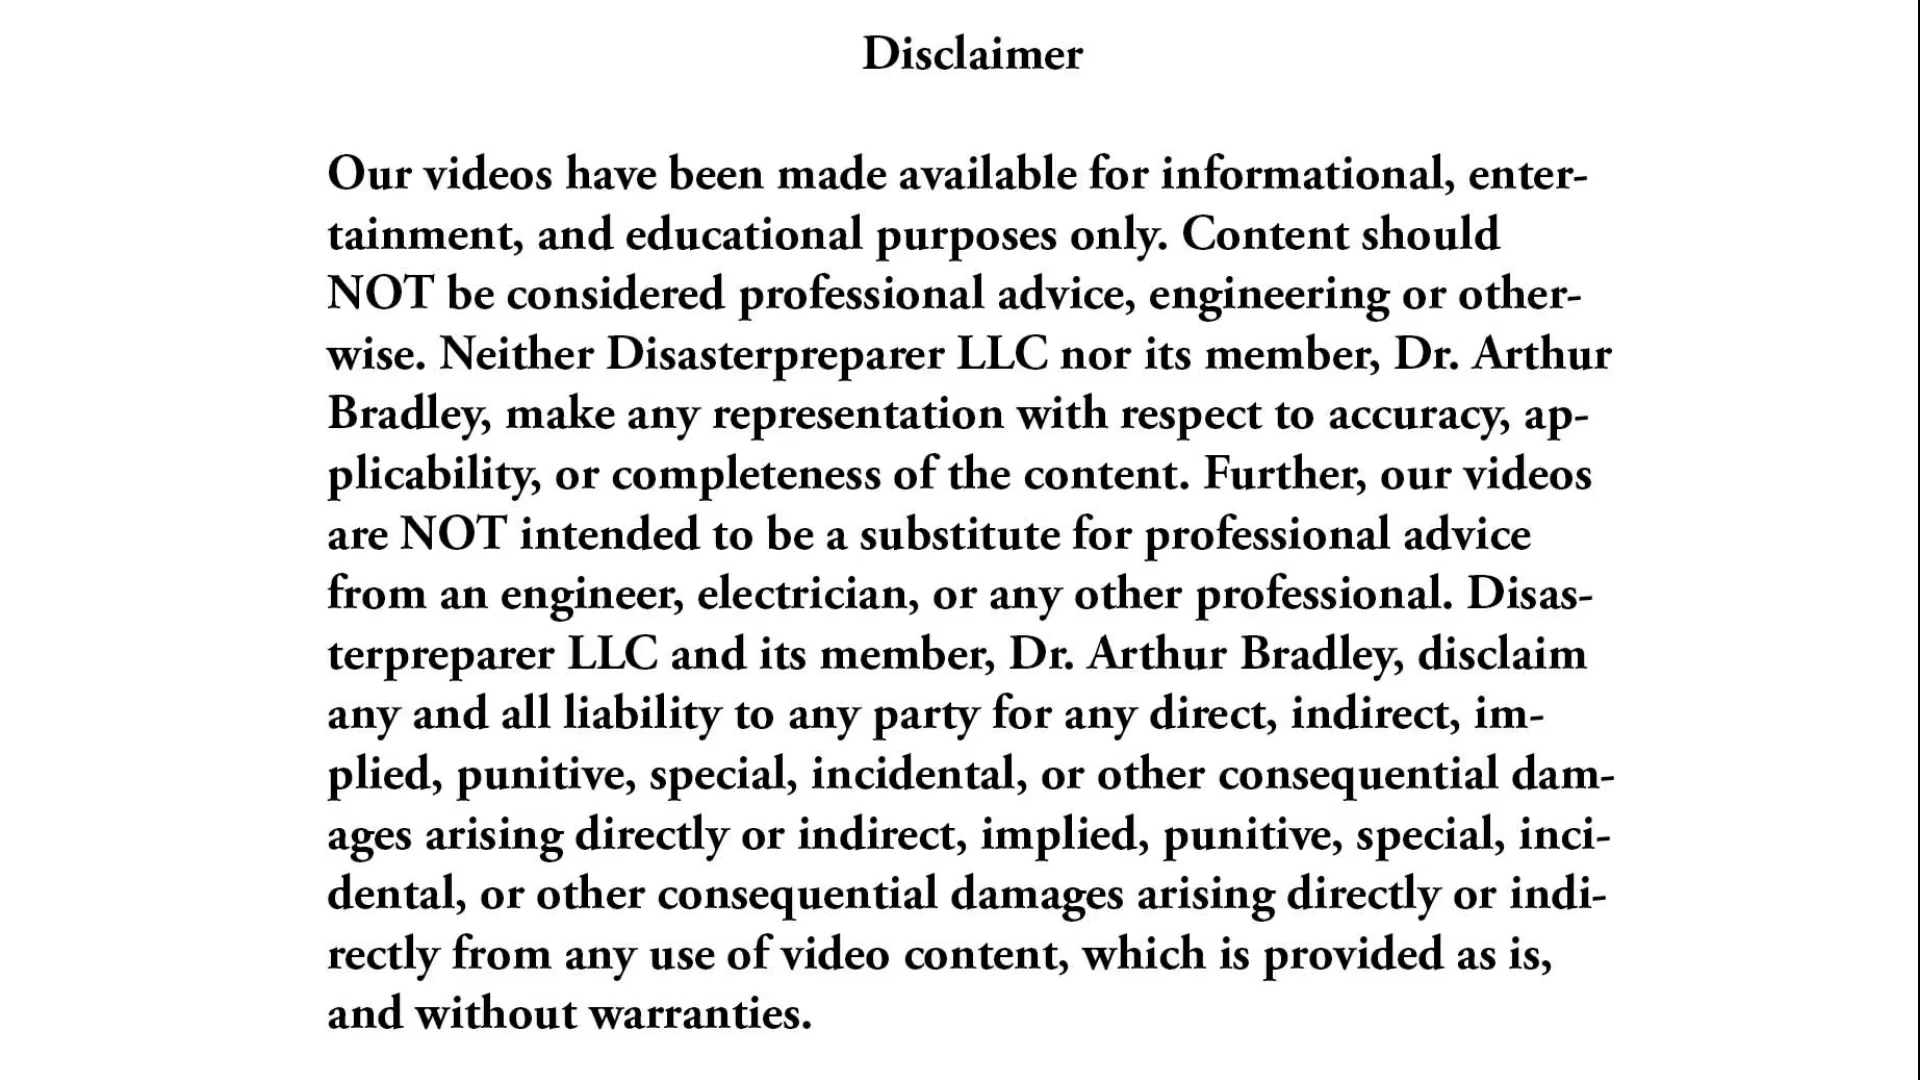 Disclaimer
Our videos have been made available for informational, enter-
tainment, and educational purposes only. Content should
NOT be considered professional advice, engineering or other-
wise. Neither Disasterpreparer LLC nor its member, Dr. Arthur
Bradley, make any representation with respect to accuracy, ap-
plicability, or completeness of the content. Further, our videos
are NOT intended to be a substitute for professional advice
from an engineer, electrician, or any other professional. Disas-
terpreparer LLC and its member, Dr. Arthur Bradley, disclaim
any and all liability to any party for any direct, indirect, im-
plied, punitive, special, incidental, or other consequential dam-
ages arising directly or indirect, implied, punitive, special, inci-
dental, or other consequential damages arising directly or indi-
rectly from any use of video content, which is provided as is,
and without warranties.